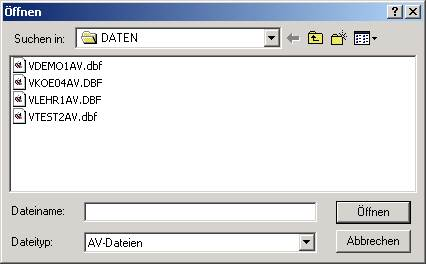 Öffnen
Suchen in: DATEN
VDEMO1AV.dbf
VKOE04AV.DBF
VLEHR1AV.DBF
VTEST2AV.dbf
Dateiname: Öffnen
Dateityp: AV-Dateien Abbrechen